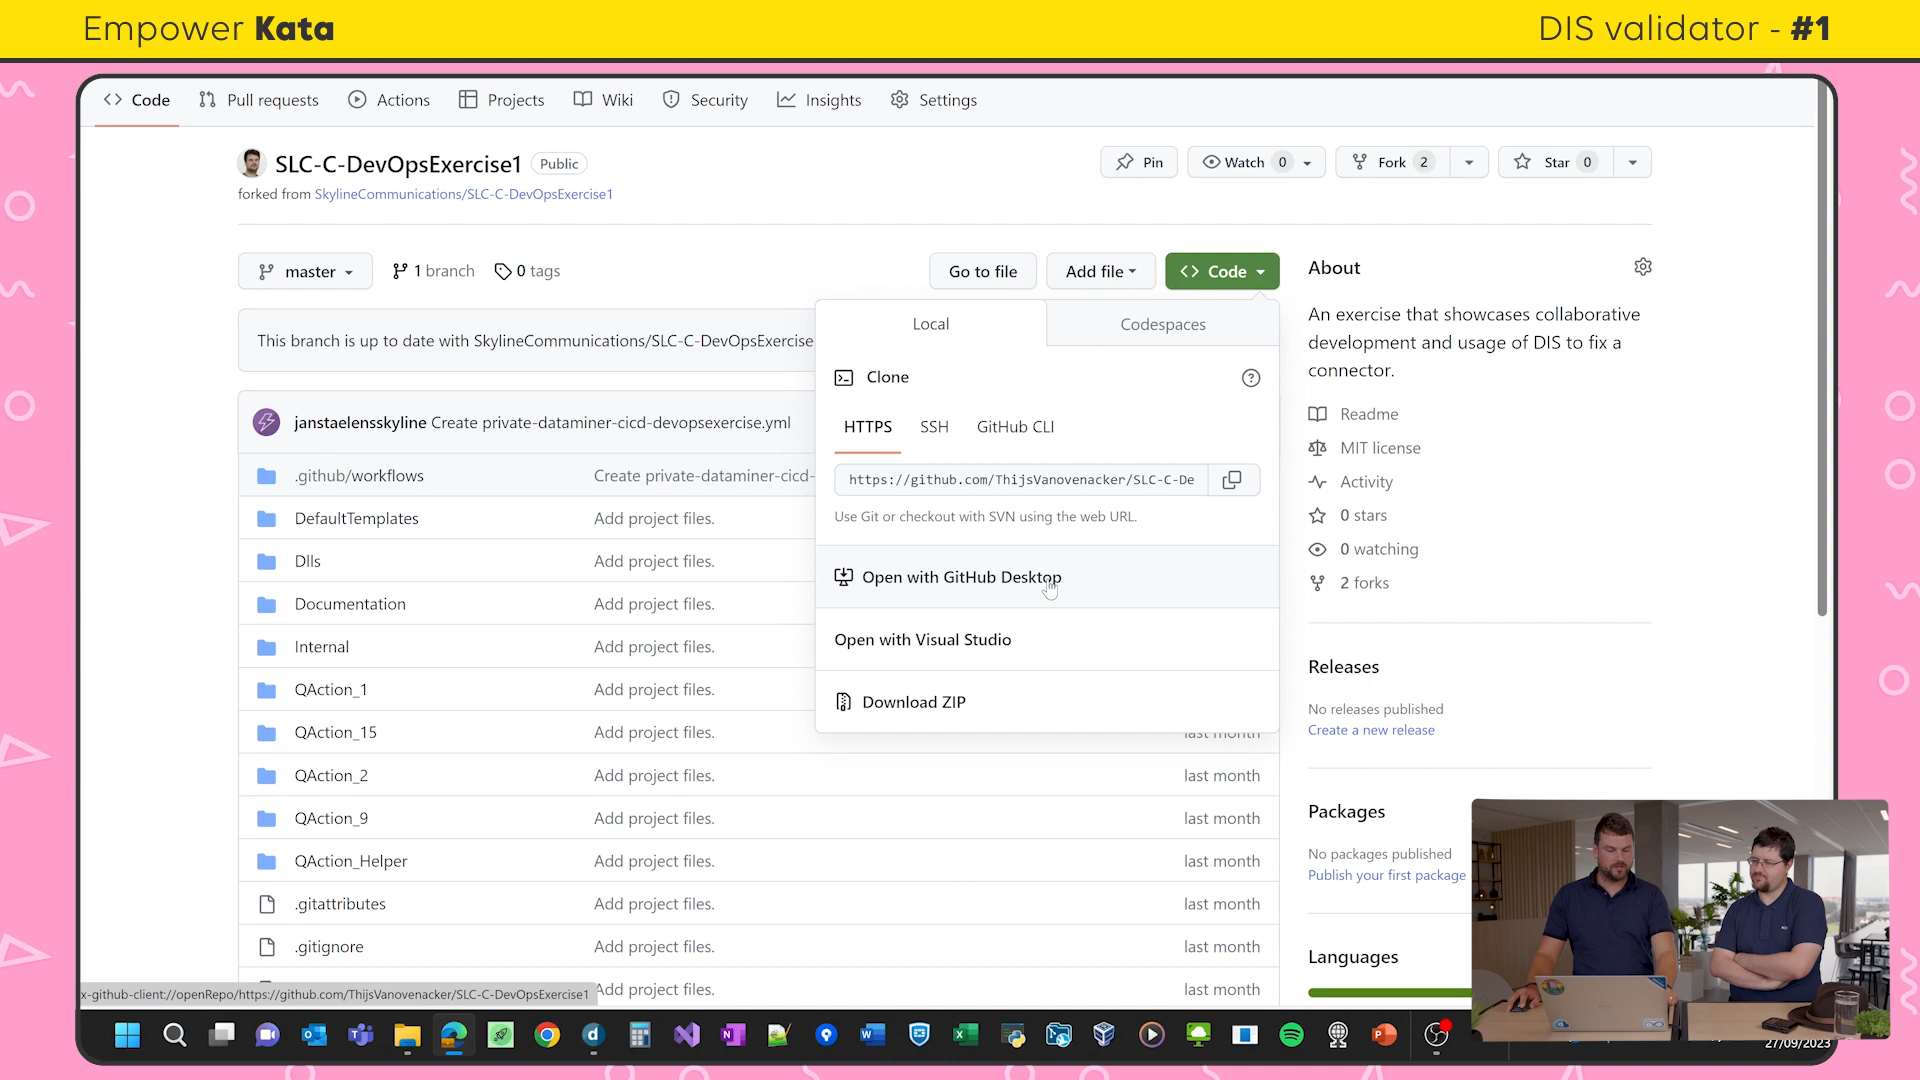 Empower Kata
DIS validator - #1
Code Pull requests Actions Projects Wiki Security Insights Settings
SLC-C-DevOpsExercise1 Public
forked from SkylineCommunications/SLC-C-DevOpsExercise1
Pin Watch 0 Fork 2 Star 0
master 1 branch 0 tags
Go to file Add file Code
This branch is up to date with SkylineCommunications/SLC-C-DevOpsExercise
janstaelensskyline Create private-dataminer-cicd-devopsexercise.yml
.github/workflows Create private-dataminer-cicd-
DefaultTemplates Add project files.
Dlls Add project files.
Documentation Add project files.
Internal Add project files.
QAction_1 Add project files.
QAction_15 Add project files. last month
QAction_2 Add project files. last month
QAction_9 Add project files. last month
QAction_Helper Add project files. last month
.gitattributes Add project files. last month
.gitignore Add project files. last month
Add project files. last month
x-github-client://openRepo/https://github.com/ThijsVanovenacker/SLC-C-DevOpsExercise1
Local Codespaces
Clone
HTTPS SSH GitHub CLI
https://github.com/ThijsVanovenacker/SLC-C-De
Use Git or checkout with SVN using the web URL.
Open with GitHub Desktop
Open with Visual Studio
Download ZIP
About
An exercise that showcases collaborative
development and usage of DIS to fix a
connector.
Readme
MIT license
Activity
0 stars
0 watching
2 forks
Releases
No releases published
Create a new release
Packages
No packages published
Publish your first package
Languages
27/09/2023